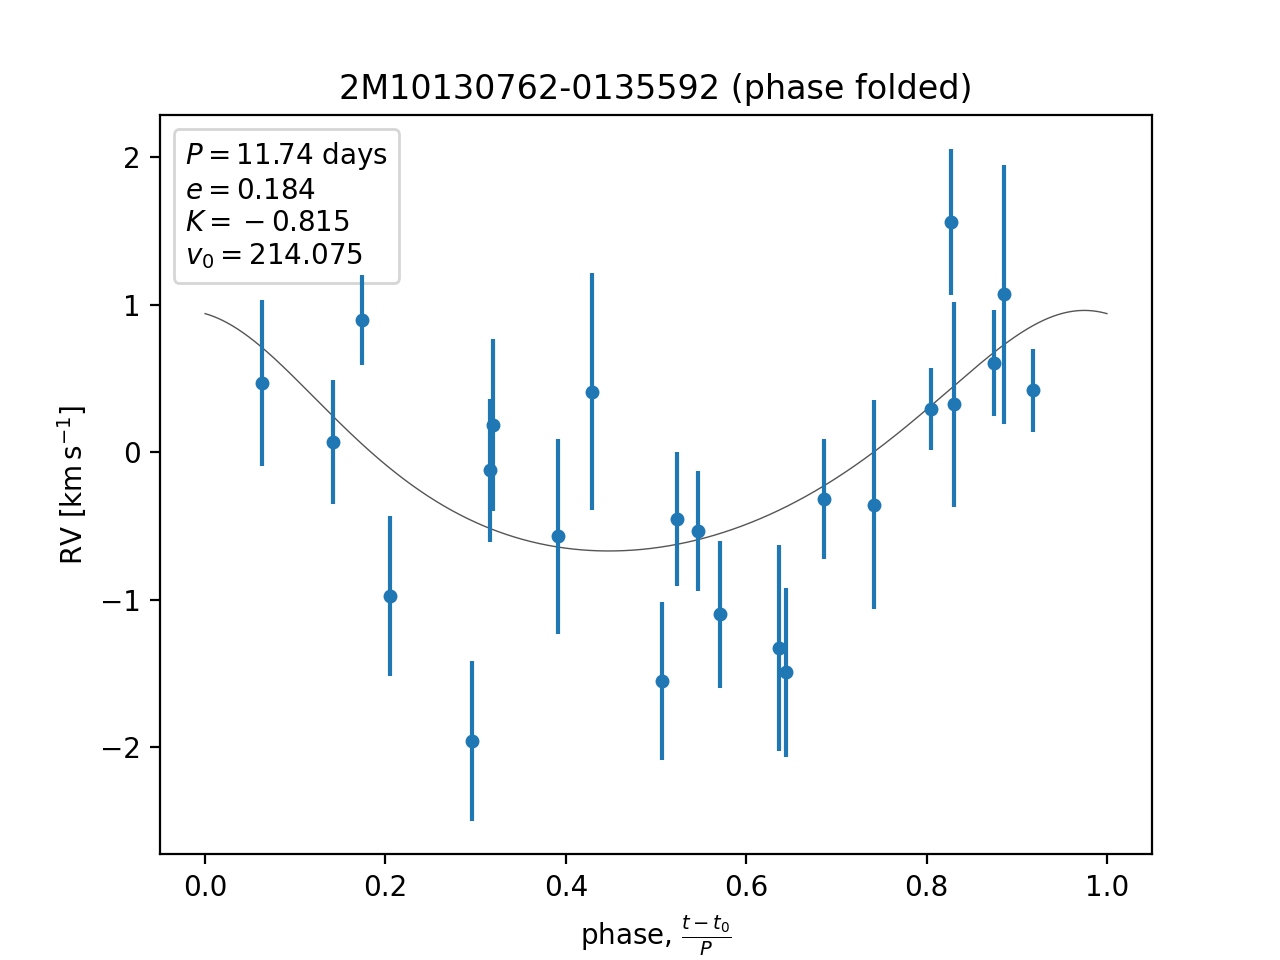 2M10130762-0135592 (phase folded)
P = 11.74 days
e = 0.184
K = −0.815
v₀ = 214.075
RV [km s⁻¹]
2
1
0
−1
−2
0.0 0.2 0.4 0.6 0.8 1.0
phase, (t − t₀)/P